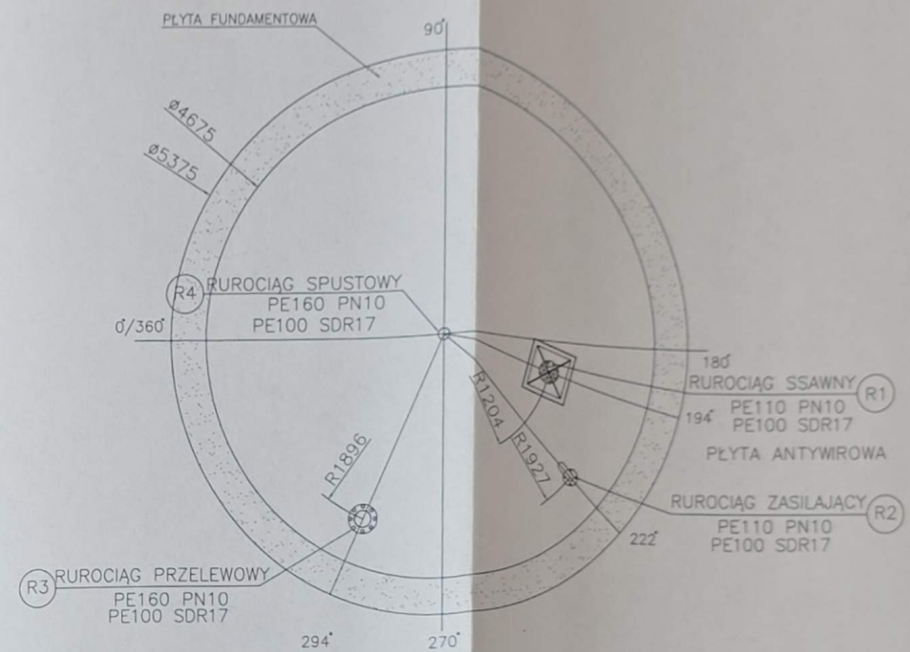 PŁYTA FUNDAMENTOWA
90°
Ø4675
Ø5375
R4
RUROCIĄG SPUSTOWY
PE160 PN10
PE100 SDR17
0°/360°
180°
RUROCIĄG SSAWNY
R1
PE110 PN10
PE100 SDR17
194°
PŁYTA ANTYWIROWA
R1204
R1927
R1896
RUROCIĄG ZASILAJĄCY
R2
PE110 PN10
PE100 SDR17
222°
R3
RUROCIĄG PRZELEWOWY
PE160 PN10
PE100 SDR17
294°
270°